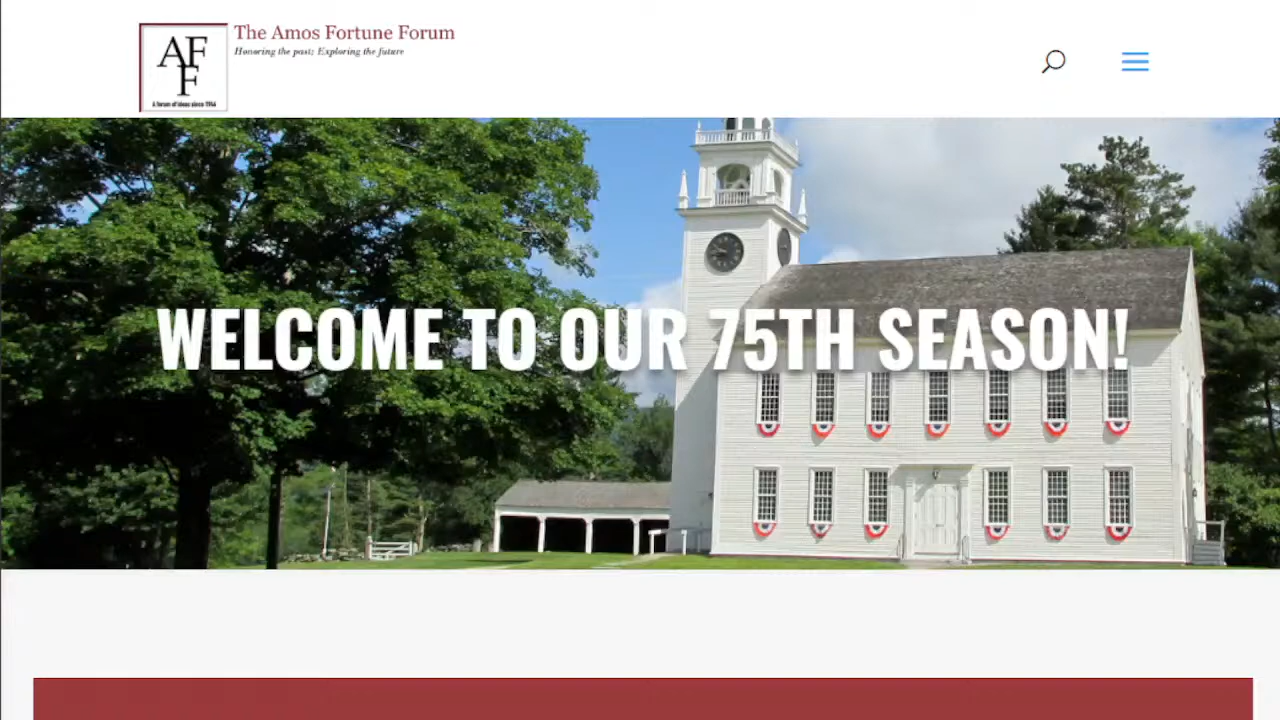 The Amos Fortune Forum
Honoring the past; Exploring the future
AF
F
A forum of ideas since 1946
WELCOME TO OUR 75TH SEASON!